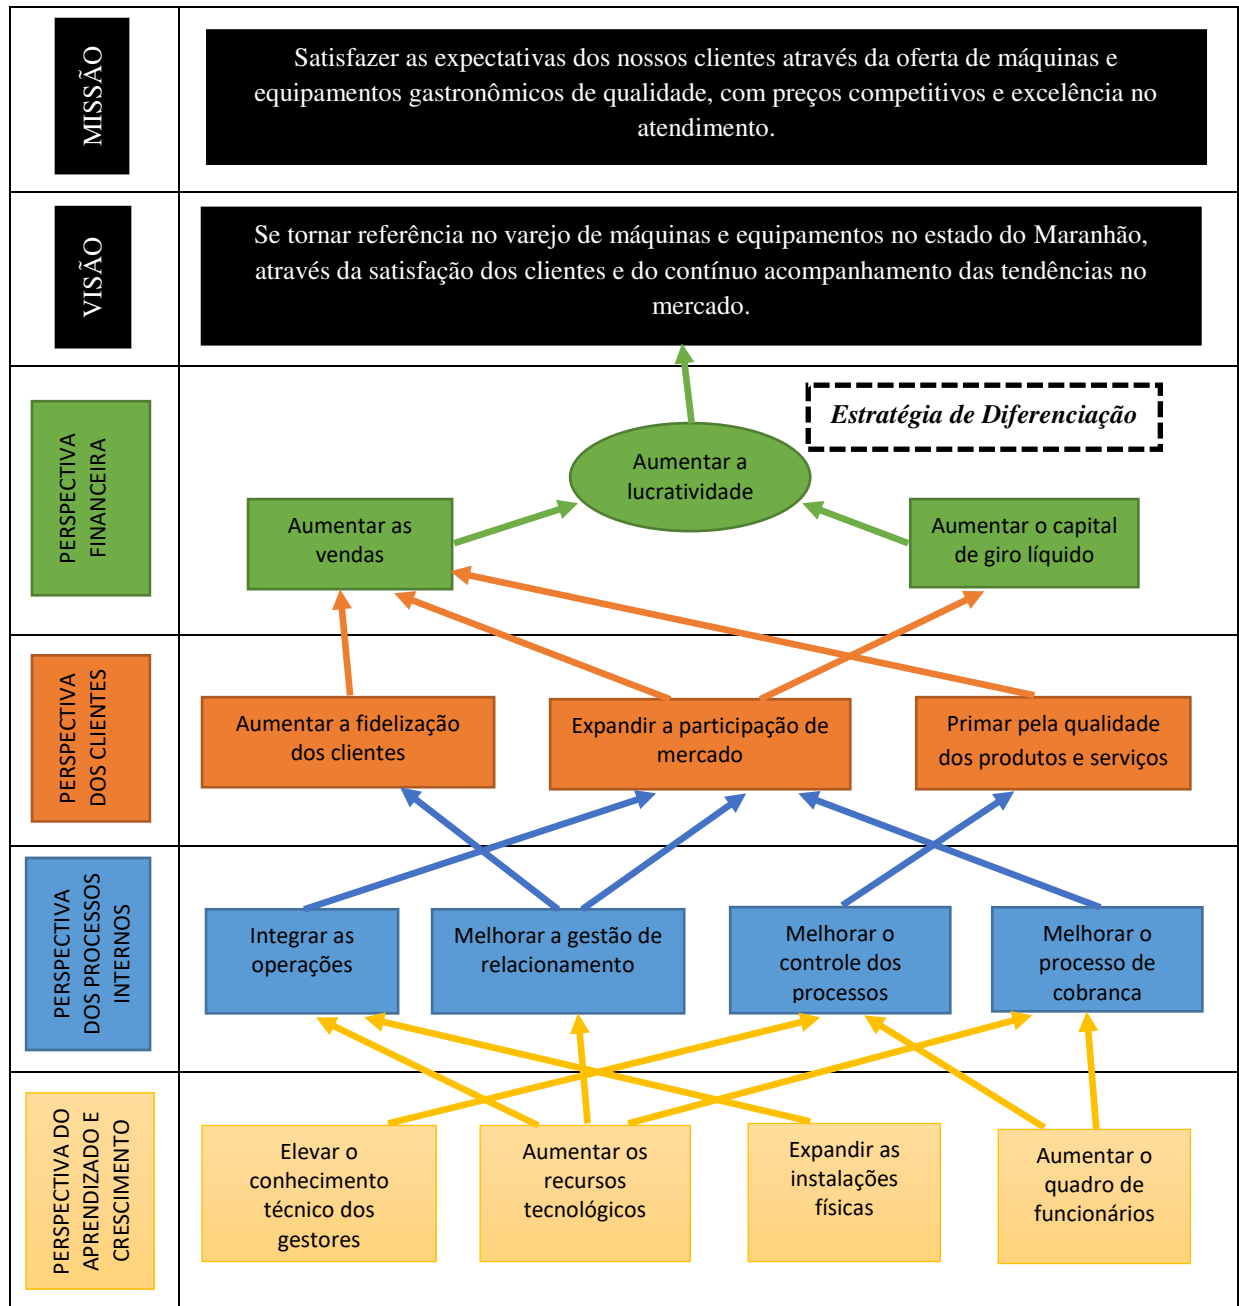 MISSÃO
Satisfazer as expectativas dos nossos clientes através da oferta de máquinas e
equipamentos gastronômicos de qualidade, com preços competitivos e excelência no
atendimento.
VISÃO
Se tornar referência no varejo de máquinas e equipamentos no estado do Maranhão,
através da satisfação dos clientes e do contínuo acompanhamento das tendências no
mercado.
PERSPECTIVA
FINANCEIRA
Estratégia de Diferenciação
Aumentar a
lucratividade
Aumentar as
vendas
Aumentar o capital
de giro líquido
PERSPECTIVA
DOS CLIENTES
Aumentar a fidelização
dos clientes
Expandir a participação de
mercado
Primar pela qualidade
dos produtos e serviços
PERSPECTIVA
DOS PROCESSOS
INTERNOS
Integrar as
operações
Melhorar a gestão de
relacionamento
Melhorar o
controle dos
processos
Melhorar o
processo de
cobranca
PERSPECTIVA DO
APRENDIZADO E
CRESCIMENTO
Elevar o
conhecimento
técnico dos
gestores
Aumentar os
recursos
tecnológicos
Expandir as
instalações
físicas
Aumentar o
quadro de
funcionários